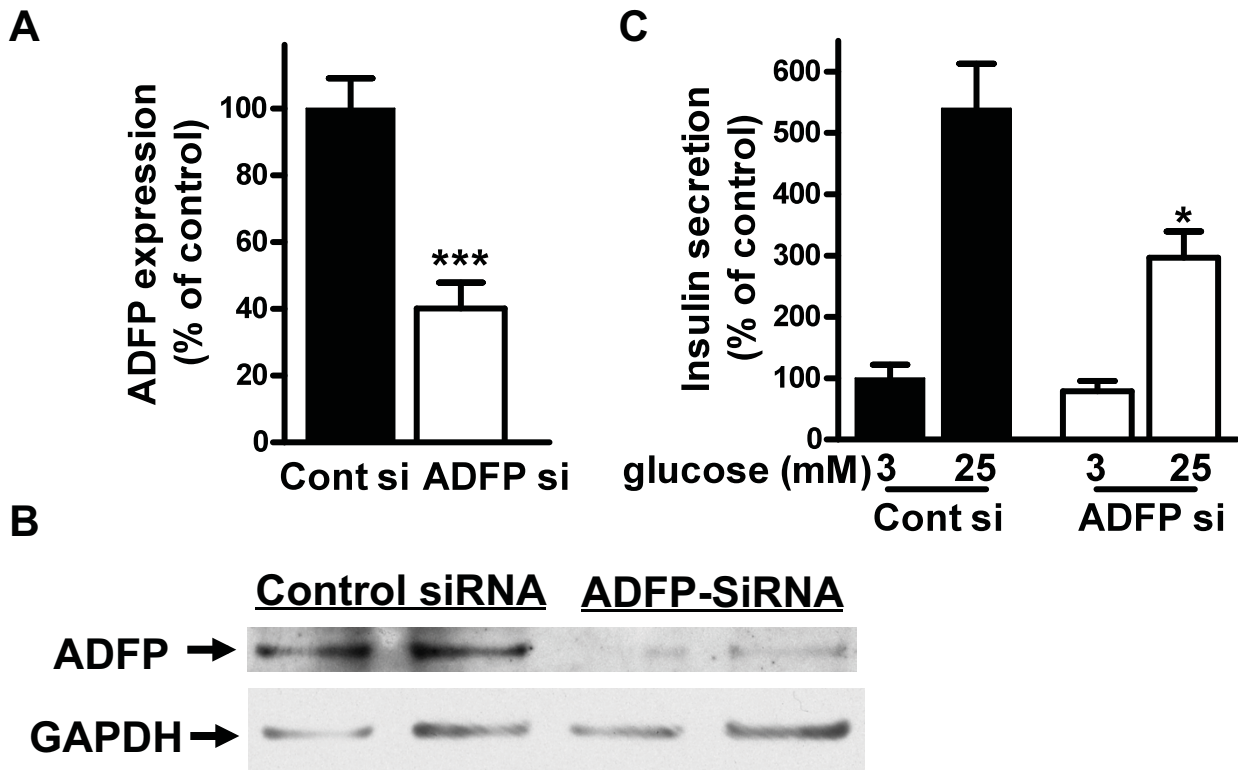 A
ADFP expression
(% of control)
100
80
60
40
20
0
***
Cont si ADFP si
C
Insulin secretion
(% of control)
600
500
400
300
200
100
0
*
glucose (mM) 3 25 3 25
Cont si ADFP si
B
Control siRNA ADFP-SiRNA
ADFP
GAPDH